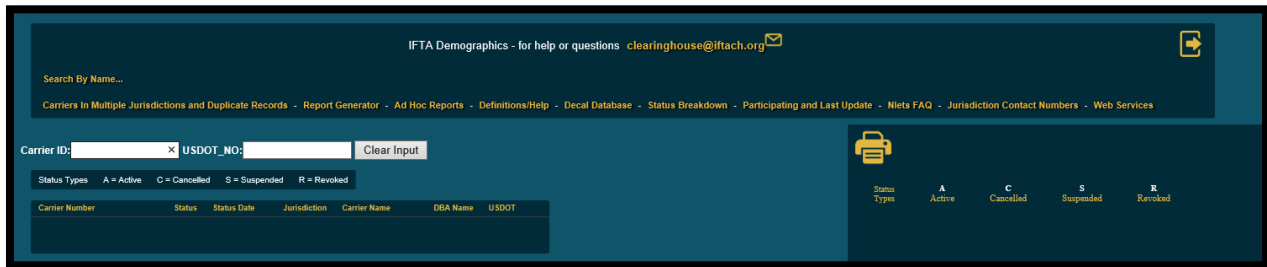 IFTA Demographics - for help or questions clearinghouse@iftach.org
Search By Name...
Carriers In Multiple Jurisdictions and Duplicate Records - Report Generator - Ad Hoc Reports - Definitions/Help - Decal Database - Status Breakdown - Participating and Last Update - Nlets FAQ - Jurisdiction Contact Numbers - Web Services
Carrier ID: × USDOT_NO: Clear Input
Status Types A = Active C = Cancelled S = Suspended R = Revoked
Carrier Number Status Status Date Jurisdiction Carrier Name DBA Name USDOT
Status A C S R
Types Active Cancelled Suspended Revoked